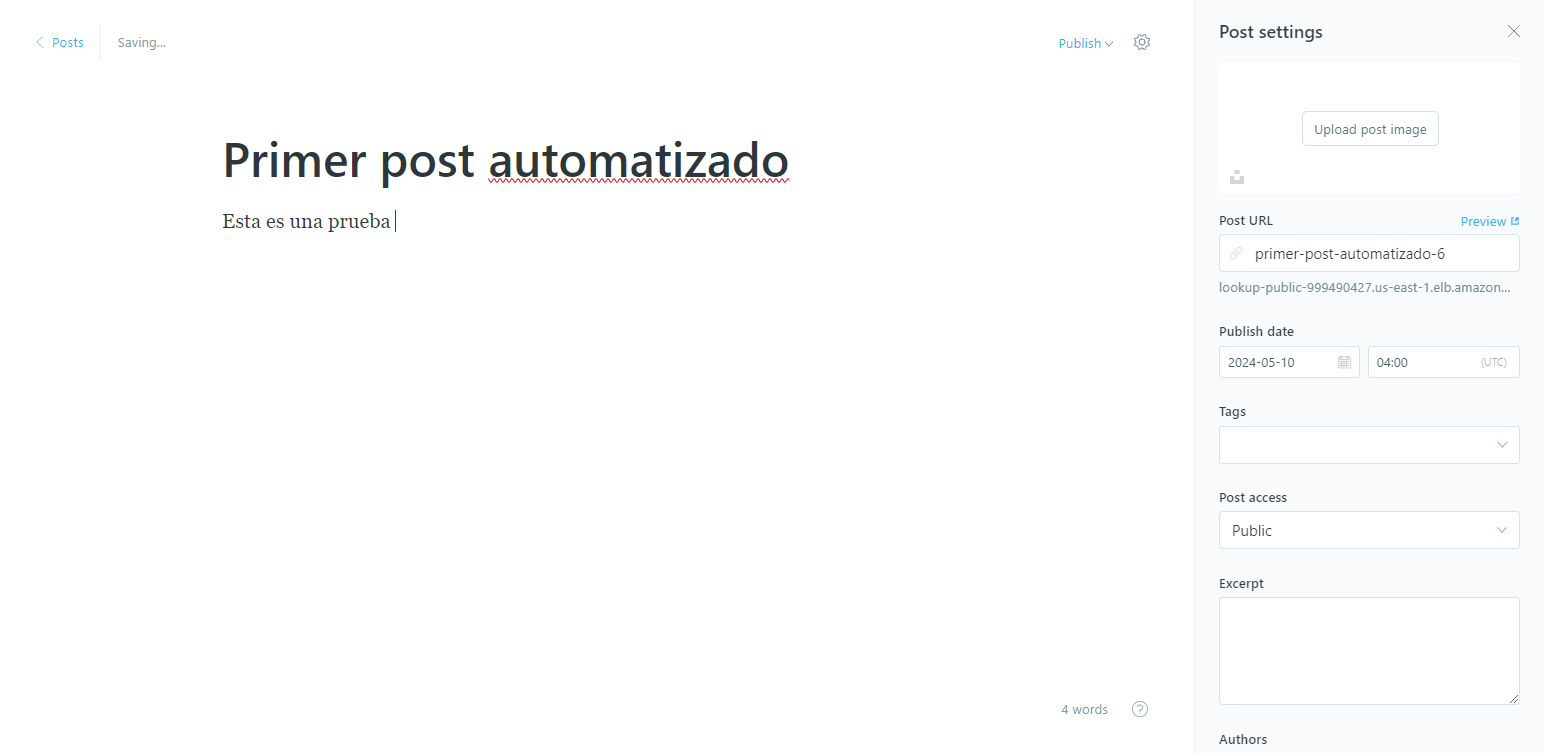 Posts
Saving...
Publish
Primer post automatizado
Esta es una prueba
4 words
Post settings
Upload post image
Post URL
Preview
primer-post-automatizado-6
lookup-public-999490427.us-east-1.elb.amazon...
Publish date
2024-05-10
04:00
(UTC)
Tags
Post access
Public
Excerpt
Authors